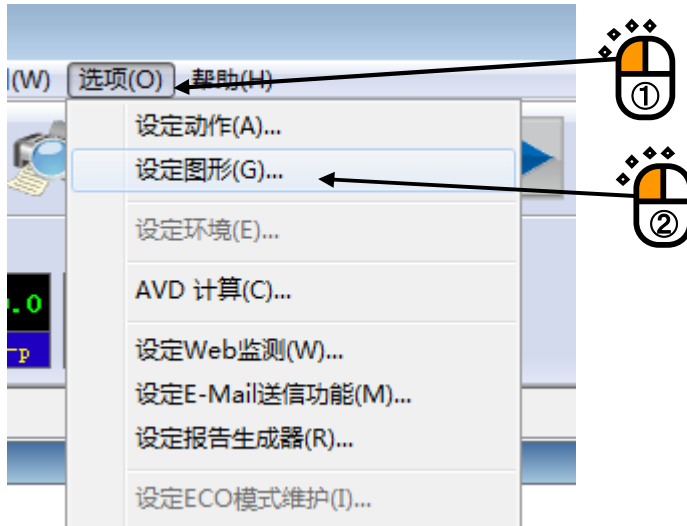 (W) 选项(O) 帮助(H)
①
设定动作(A)...
设定图形(G)...
②
设定环境(E)...
AVD 计算(C)...
.0
-p
设定Web监测(W)...
设定E-Mail送信功能(M)...
设定报告生成器(R)...
设定ECO模式维护(I)...